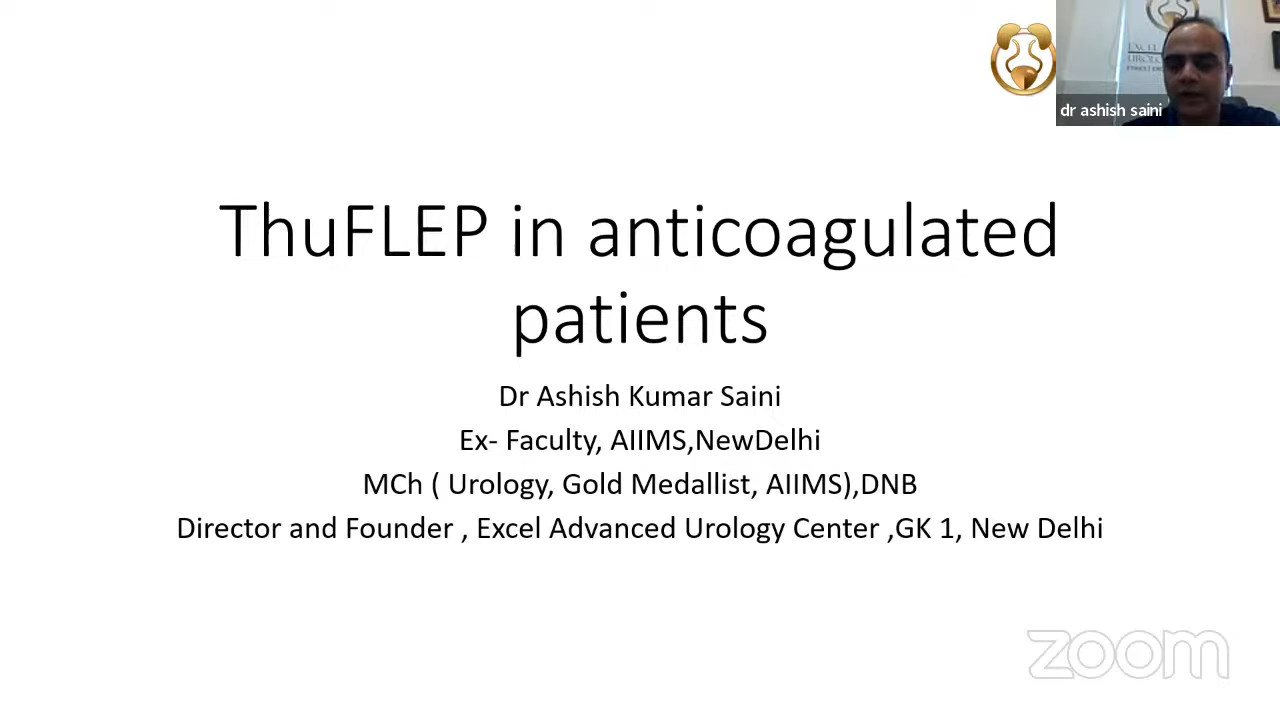 dr ashish saini
ThuFLEP in anticoagulated
patients
Dr Ashish Kumar Saini
Ex- Faculty, AIIMS,NewDelhi
MCh ( Urology, Gold Medallist, AIIMS),DNB
Director and Founder , Excel Advanced Urology Center ,GK 1, New Delhi
zoom